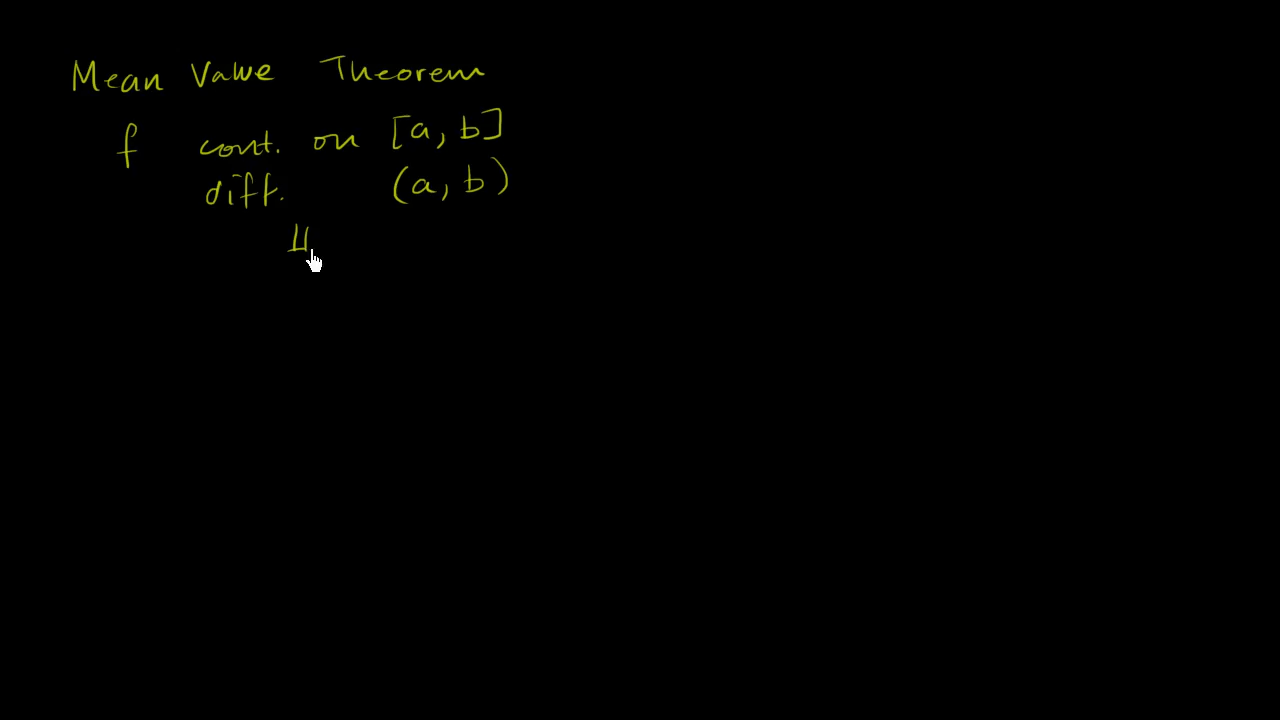 Mean Value Theorem
f cont. on [a, b]
diff. (a, b)